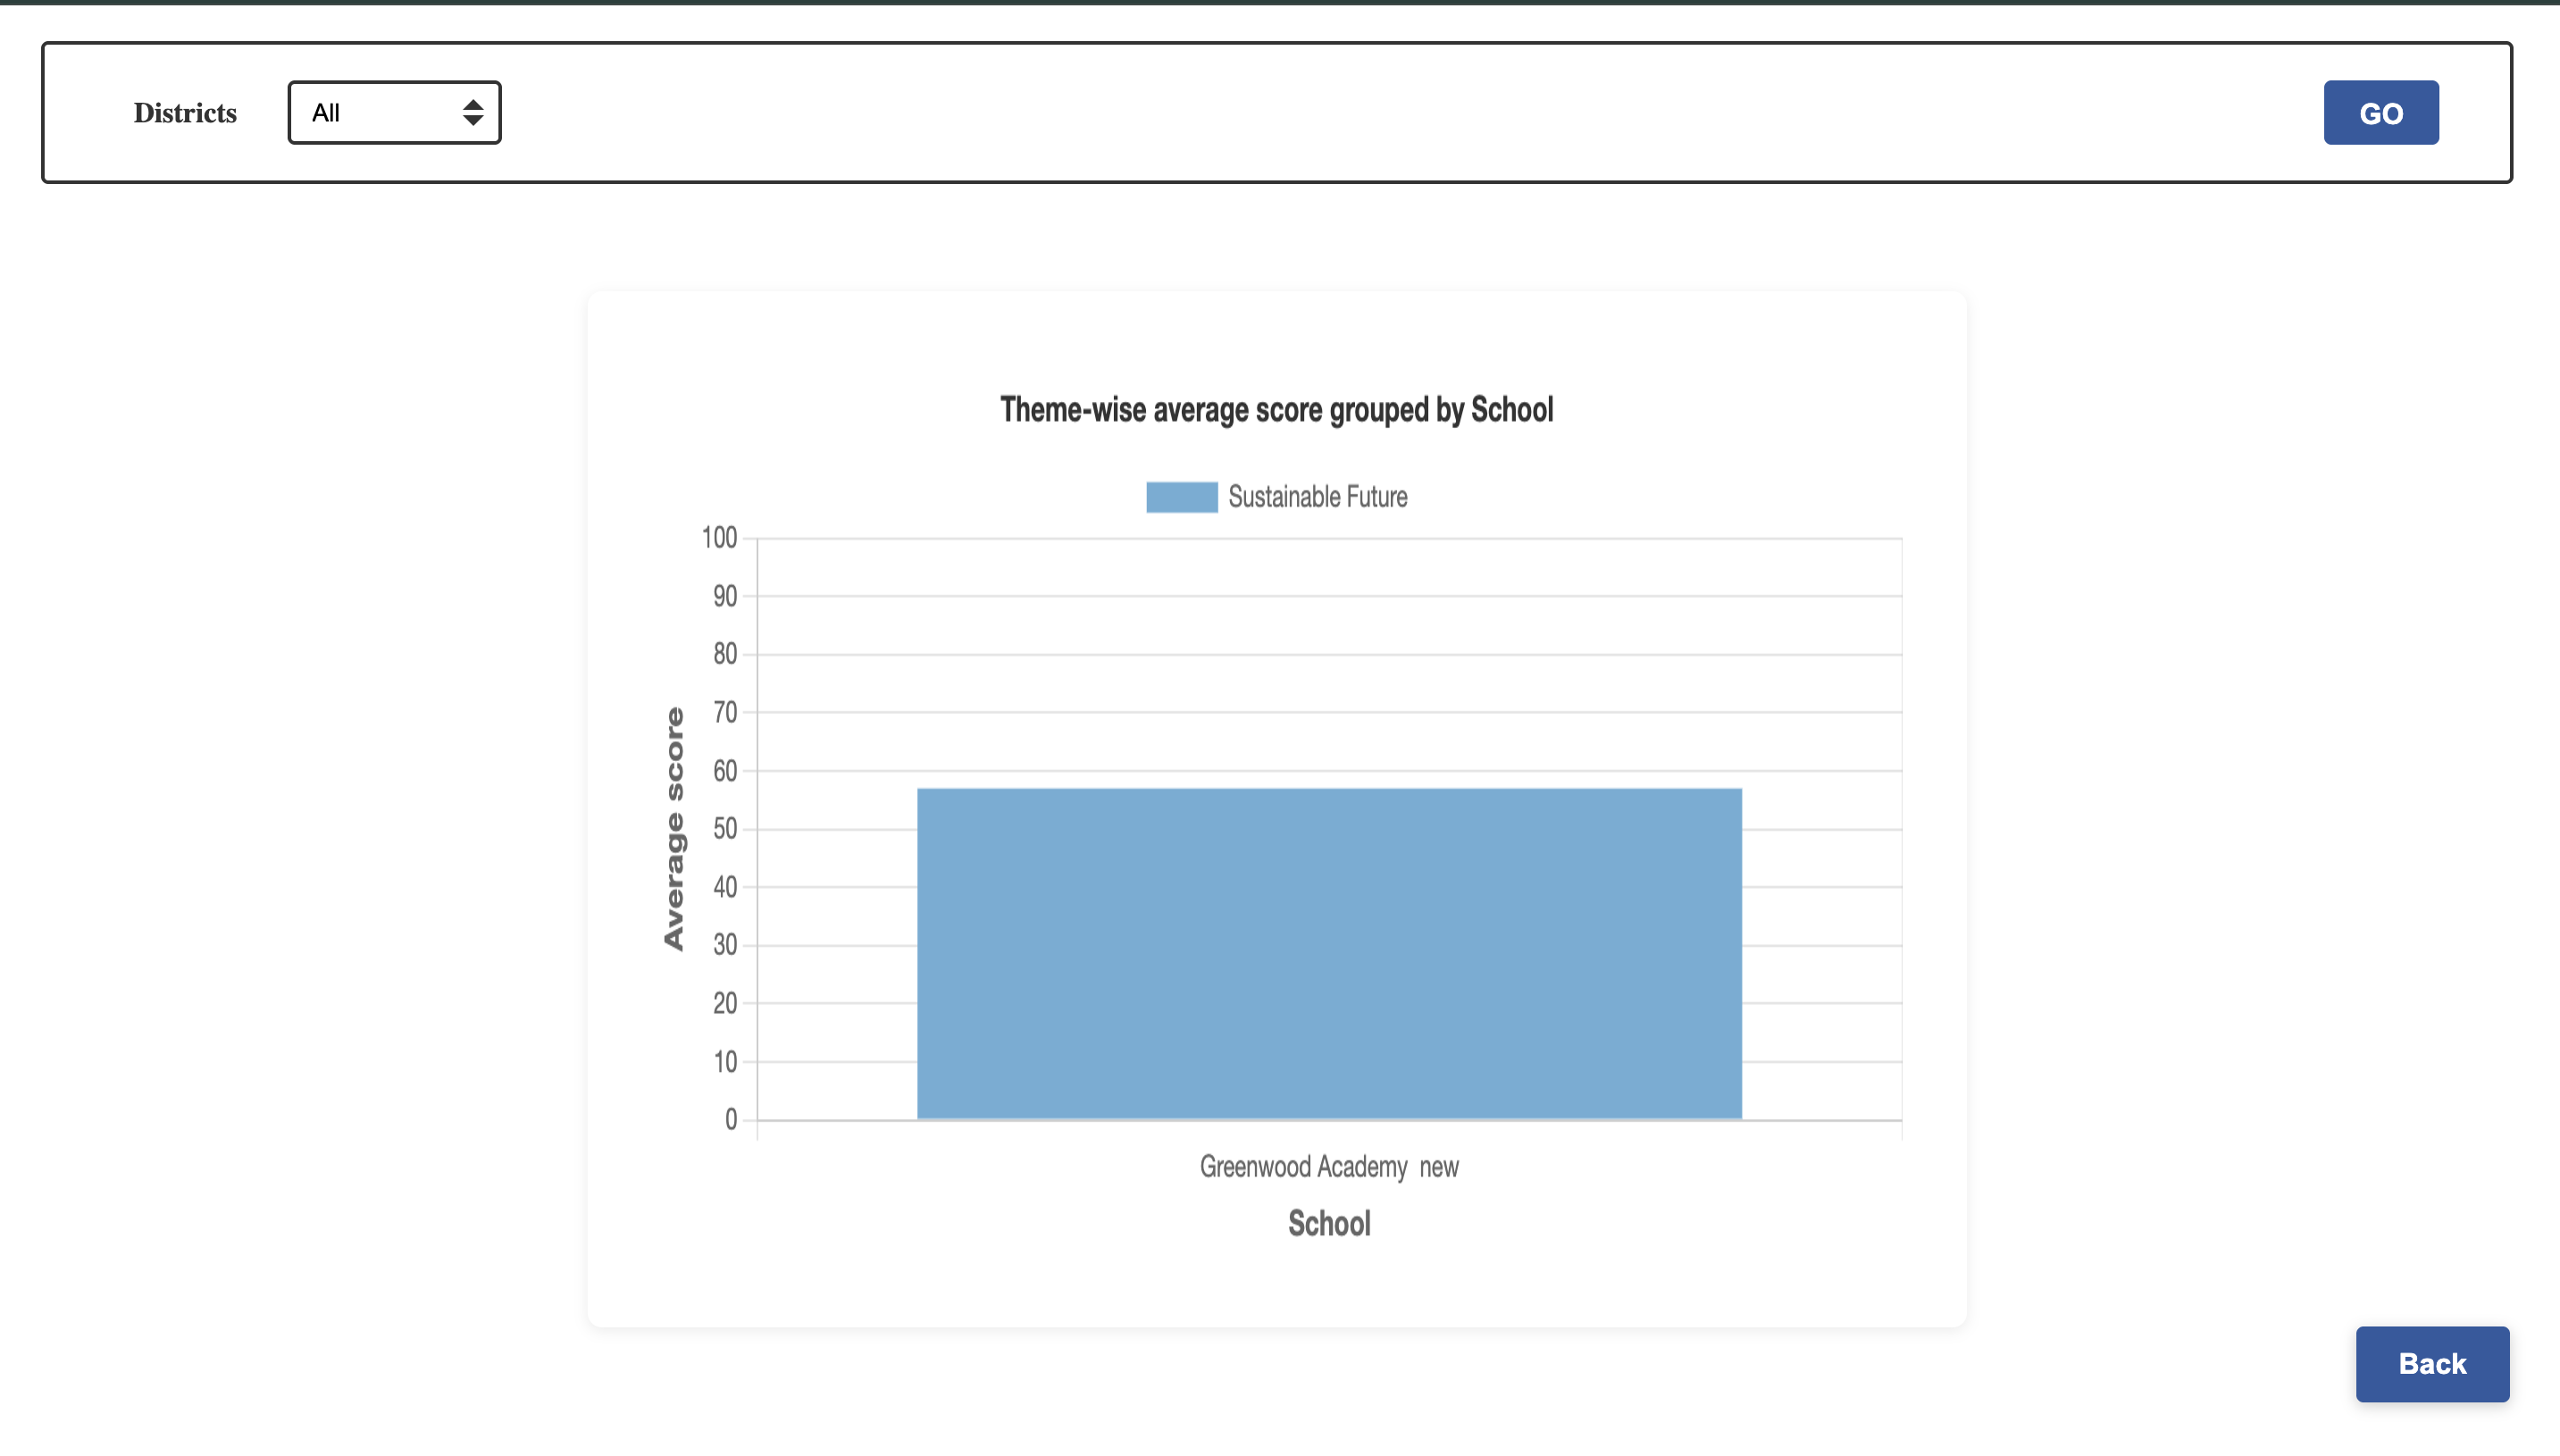 Districts
All
GO
Theme-wise average score grouped by School
Sustainable Future
100
90
80
70
60
50
40
30
20
10
0
Average score
Greenwood Academy  new
School
Back